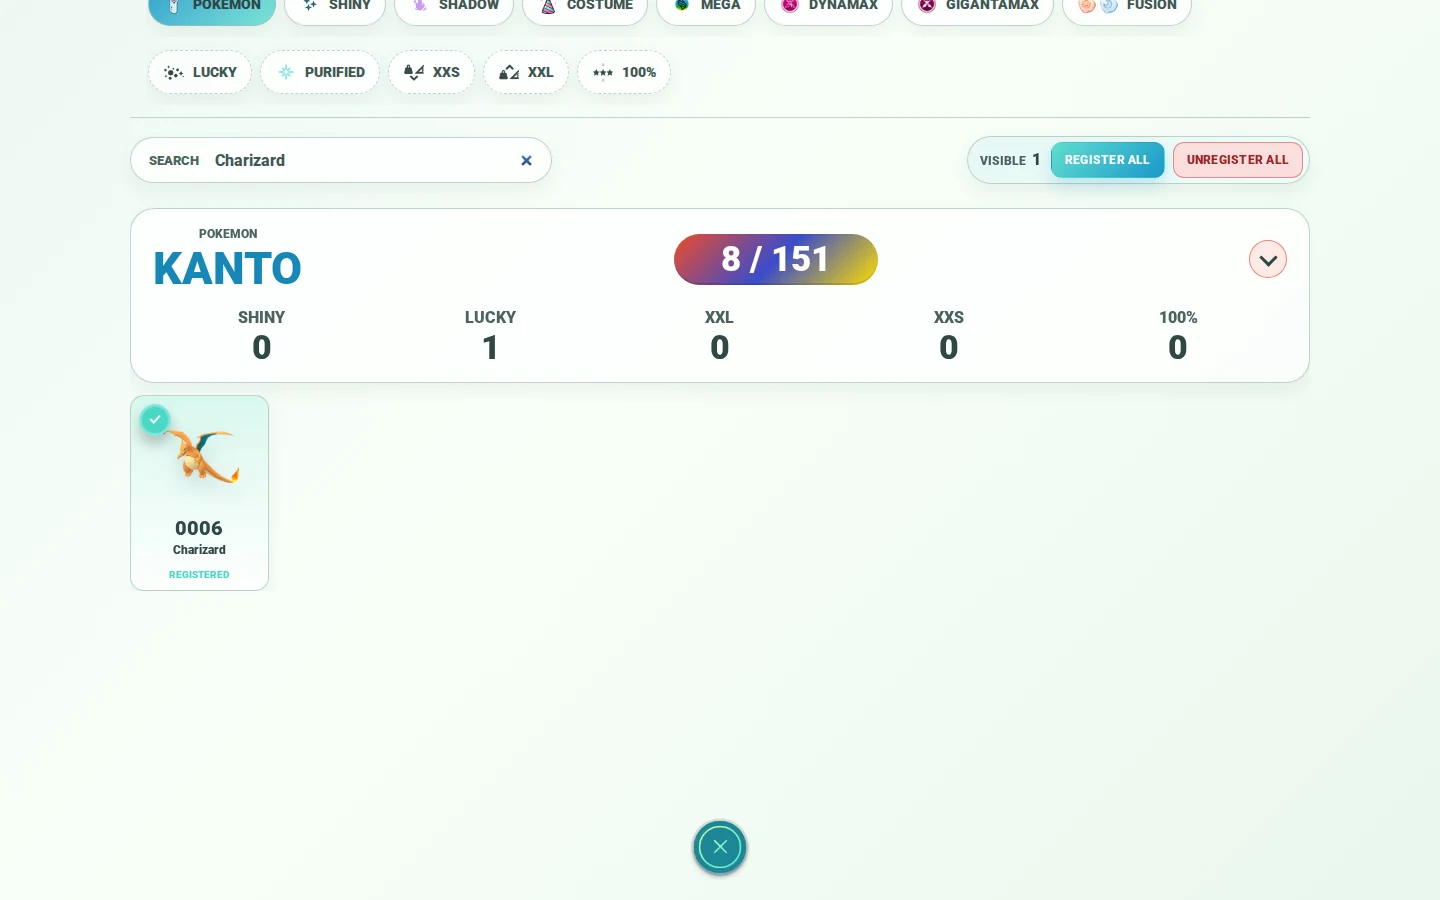 POKEMON SHINY SHADOW COSTUME MEGA DYNAMAX GIGANTAMAX FUSION
LUCKY PURIFIED XXS XXL 100%
SEARCH Charizard VISIBLE 1 REGISTER ALL UNREGISTER ALL
POKEMON
KANTO
8 / 151
SHINY LUCKY XXL XXS 100%
0 1 0 0 0
0006
Charizard
REGISTERED